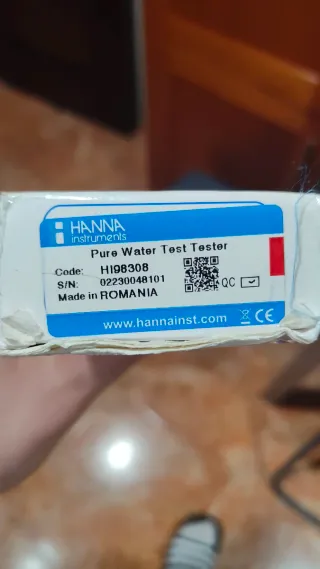 HANNA
instruments
Pure Water Test Tester
Code: HI98308
S/N: 02230048101
QC
Made in ROMANIA
www.hannainst.com
CE